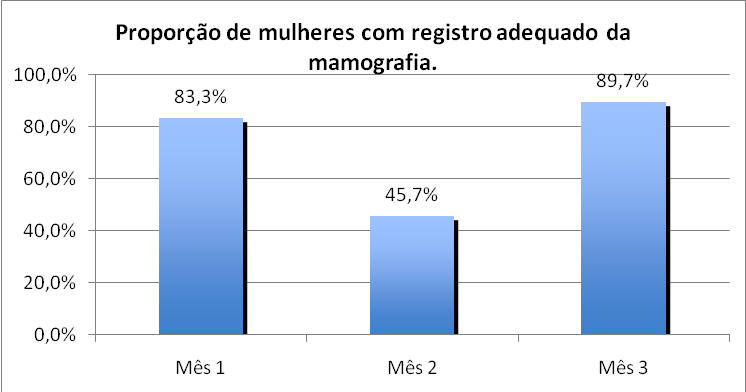 Proporção de mulheres com registro adequado da
mamografia.
100,0%
80,0%
60,0%
40,0%
20,0%
0,0%
83,3%
45,7%
89,7%
Mês 1
Mês 2
Mês 3